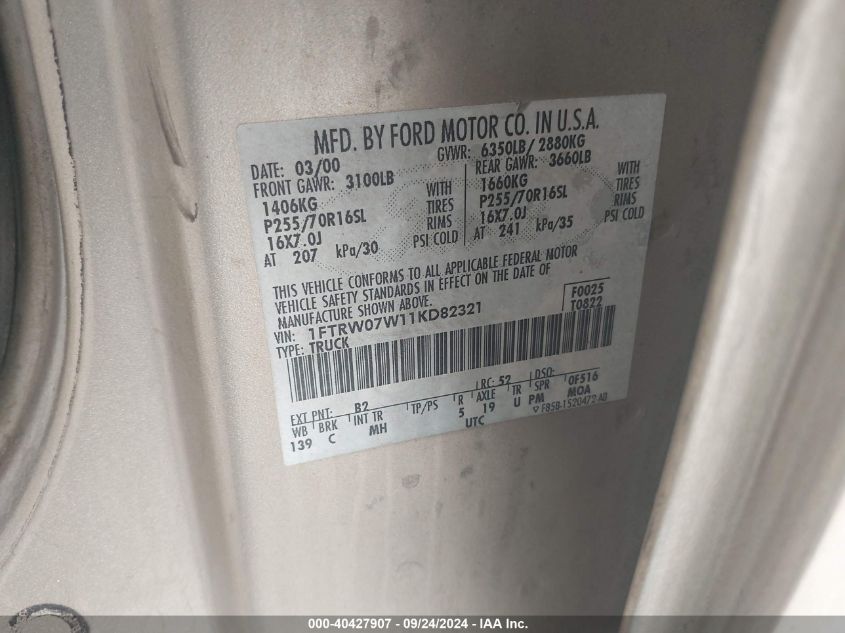 MFD. BY FORD MOTOR CO. IN U.S.A.
DATE: 03/00 GVWR: 6350LB/ 2880KG
FRONT GAWR: 3100LB REAR GAWR: 3660LB
1406KG WITH 1660KG WITH
P255/70R16SL TIRES P255/70R16SL TIRES
16X7.0J RIMS 16X7.0J RIMS
AT 207 kPa/30 PSI COLD AT 241 kPa/35 PSI COLD
THIS VEHICLE CONFORMS TO ALL APPLICABLE FEDERAL MOTOR
VEHICLE SAFETY STANDARDS IN EFFECT ON THE DATE OF
MANUFACTURE SHOWN ABOVE.
VIN: 1FTRW07W11KD82321
TYPE: TRUCK
F0025
T0822
EXT PNT: B2 RC: 52 DSO:
WB BRK INT TR TP/PS R AXLE TR SPR 0F516
139 C MH 5 19 U PM MOA
UTC ▽ F85B-1520472-AB
000-40427907 - 09/24/2024 - IAA Inc.